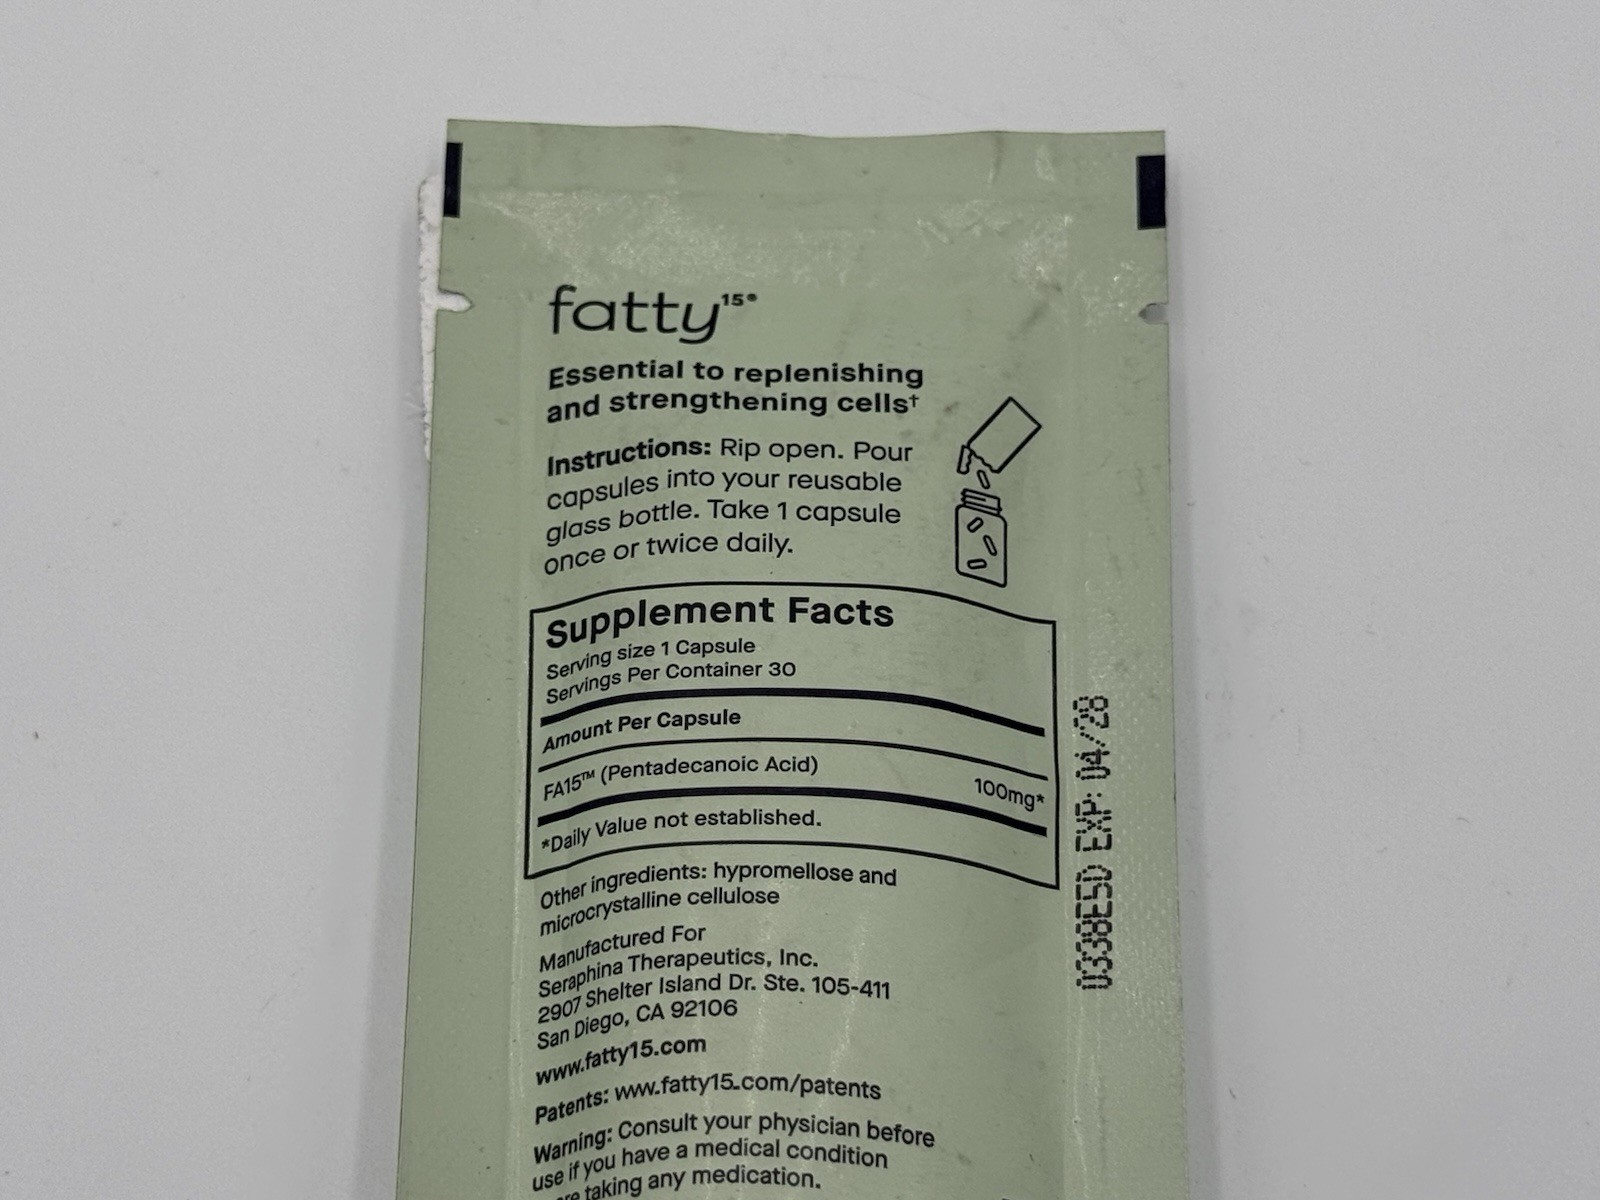 fatty15®
Essential to replenishing
and strengthening cells†
Instructions: Rip open. Pour
capsules into your reusable
glass bottle. Take 1 capsule
once or twice daily.
Supplement Facts
Serving size 1 Capsule
Servings Per Container 30
Amount Per Capsule
FA15™ (Pentadecanoic Acid) 100mg*
*Daily Value not established.
Other ingredients: hypromellose and
microcrystalline cellulose
Manufactured For
Seraphina Therapeutics, Inc.
2907 Shelter Island Dr. Ste. 105-411
San Diego, CA 92106
www.fatty15.com
Patents: www.fatty15.com/patents
Warning: Consult your physician before
use if you have a medical condition
taking any medication.
0338E5D EXP: 04/28